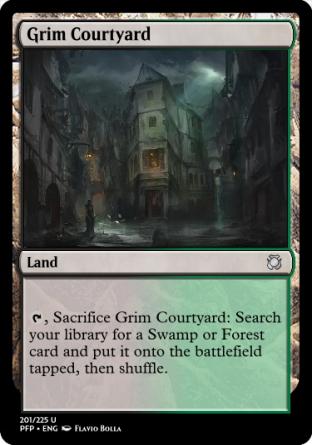 Grim Courtyard
Land
, Sacrifice Grim Courtyard: Search
your library for a Swamp or Forest
card and put it onto the battlefield
tapped, then shuffle.
201/225 U
PFP • ENG Flavio Bolla